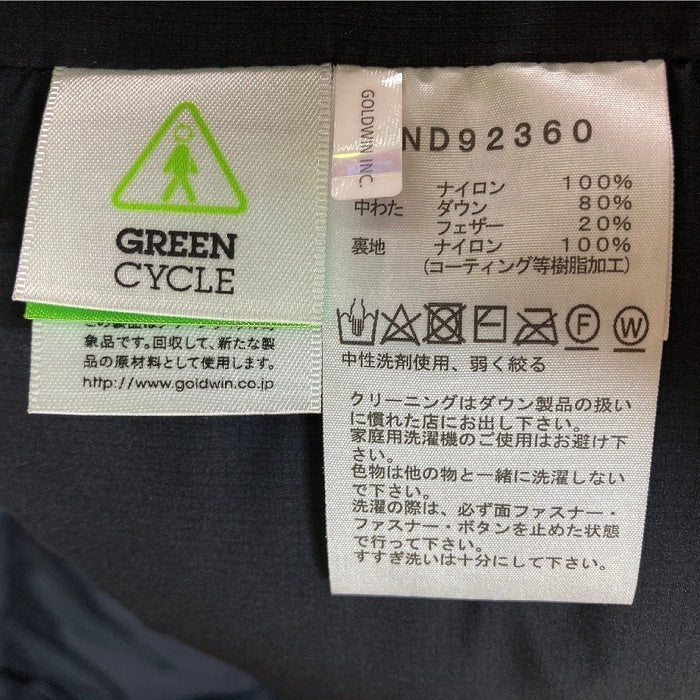 GREEN
CYCLE
象品です。回収して、新たな製
品の原材料として使用します。
http://www.goldwin.co.jp
GOLDWIN INC.
ND92360
ナイロン 100%
中わた ダウン 80%
フェザー 20%
裏地 ナイロン 100%
(コーティング等樹脂加工)
F W
中性洗剤使用、弱く絞る
クリーニングはダウン製品の扱い
に慣れた店にお出し下さい。
家庭用洗濯機のご使用はお避け下
さい。
色物は他の物と一緒に洗濯しない
で下さい。
洗濯の際は、必ず面ファスナー・
ファスナー・ボタンを止めた状態
で行って下さい。
すすぎ洗いは十分にして下さい。